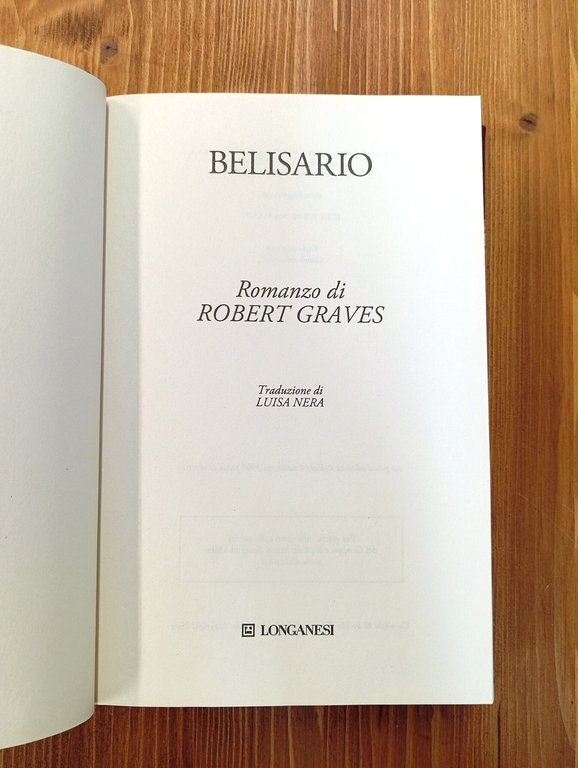 BELISARIO
Romanzo di
ROBERT GRAVES
Traduzione di
LUISA NERA
LONGANESI